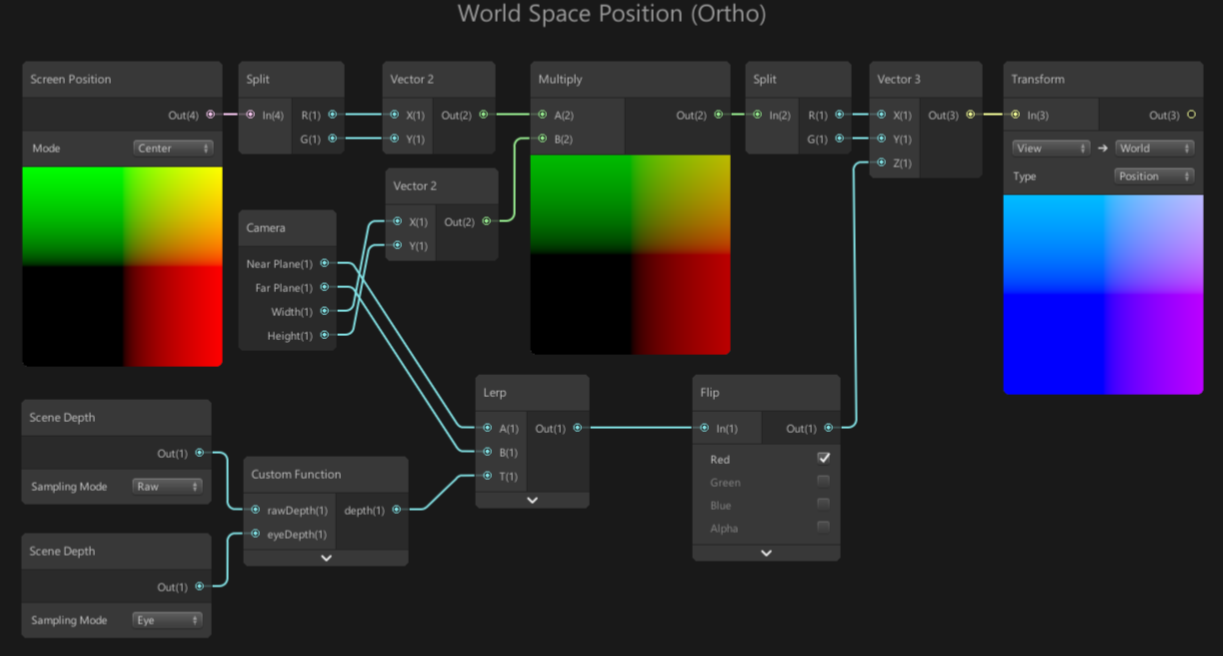 World Space Position (Ortho)
Screen Position
Out(4)
Mode
Center
Split
In(4)
R(1)
G(1)
Vector 2
X(1)
Out(2)
Y(1)
Multiply
A(2)
Out(2)
B(2)
Split
In(2)
R(1)
G(1)
Vector 3
X(1)
Out(3)
Y(1)
Z(1)
Transform
In(3)
Out(3)
View
World
Type
Position
Vector 2
X(1)
Out(2)
Y(1)
Camera
Near Plane(1)
Far Plane(1)
Width(1)
Height(1)
Scene Depth
Out(1)
Sampling Mode
Raw
Scene Depth
Out(1)
Sampling Mode
Eye
Custom Function
rawDepth(1)
depth(1)
eyeDepth(1)
Lerp
A(1)
Out(1)
B(1)
T(1)
Flip
In(1)
Out(1)
Red
Green
Blue
Alpha